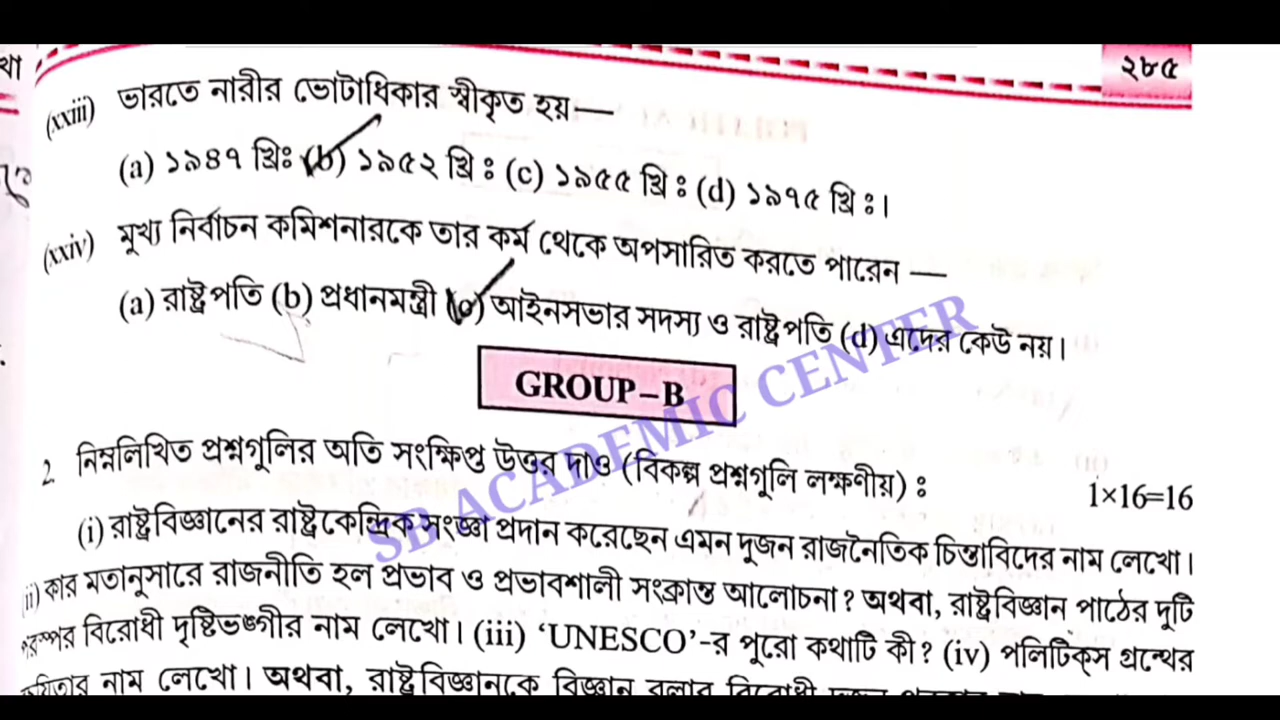 খা
২৮৫
(xxiii) ভারতে নারীর ভোটাধিকার স্বীকৃত হয়—
(a) ১৯৪৭ খ্রিঃ (b) ১৯৫২ খ্রিঃ (c) ১৯৫৫ খ্রিঃ (d) ১৯৭৫ খ্রিঃ।
(xxiv) মুখ্য নির্বাচন কমিশনারকে তার কর্ম থেকে অপসারিত করতে পারেন —
(a) রাষ্ট্রপতি (b) প্রধানমন্ত্রী (c) আইনসভার সদস্য ও রাষ্ট্রপতি (d) এদের কেউ নয়।
GROUP–B
2. নিম্নলিখিত প্রশ্নগুলির অতি সংক্ষিপ্ত উত্তর দাও (বিকল্প প্রশ্নগুলি লক্ষণীয়) ঃ 1×16=16
(i) রাষ্ট্রবিজ্ঞানের রাষ্ট্রকেন্দ্রিক সংজ্ঞা প্রদান করেছেন এমন দুজন রাজনৈতিক চিন্তাবিদের নাম লেখো।
ii) কার মতানুসারে রাজনীতি হল প্রভাব ও প্রভাবশালী সংক্রান্ত আলোচনা? অথবা, রাষ্ট্রবিজ্ঞান পাঠের দুটি
পরস্পর বিরোধী দৃষ্টিভঙ্গীর নাম লেখো। (iii) ‘UNESCO’-র পুরো কথাটি কী? (iv) পলিটিক্‌স গ্রন্থের
নাম লেখো। অথবা, রাষ্ট্রবিজ্ঞানকে বিজ্ঞান বলার বিরোধী
SB ACADEMIC CENTER